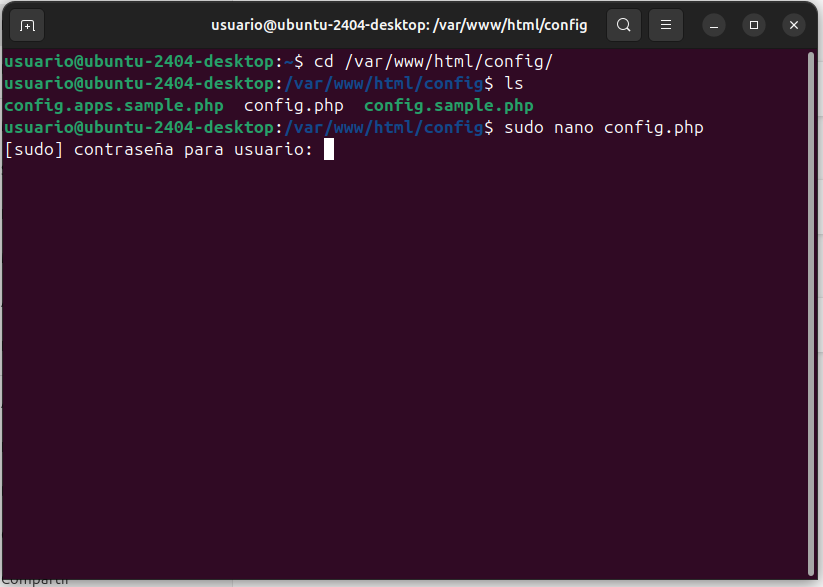 usuario@ubuntu-2404-desktop: /var/www/html/config
usuario@ubuntu-2404-desktop:~$ cd /var/www/html/config/
usuario@ubuntu-2404-desktop:/var/www/html/config$ ls
config.apps.sample.php  config.php  config.sample.php
usuario@ubuntu-2404-desktop:/var/www/html/config$ sudo nano config.php
[sudo] contraseña para usuario:
Compartir